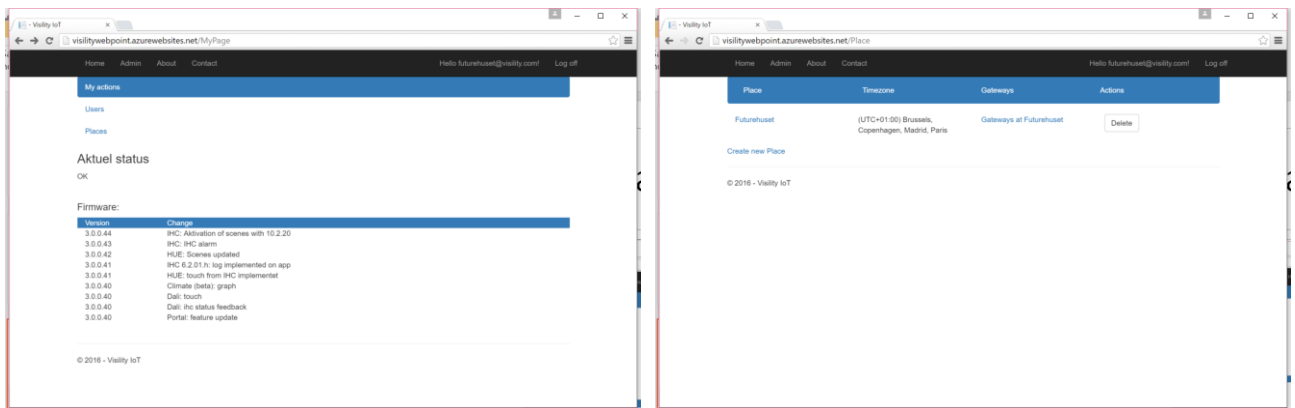 - Visility IoT
visilitywebpoint.azurewebsites.net/MyPage
Home Admin About Contact Hello futurehuset@visility.com! Log off
My actions
Users
Places
Aktuel status
OK
Firmware:
Version Change
3.0.0.44 IHC: Aktivation of scenes with 10.2.20
3.0.0.43 IHC: IHC alarm
3.0.0.42 HUE: Scenes updated
3.0.0.41 IHC 6.2.01.h: log implemented on app
3.0.0.41 HUE: touch from IHC implementet
3.0.0.40 Climate (beta): graph
3.0.0.40 Dali: touch
3.0.0.40 Dali: ihc status feedback
3.0.0.40 Portal: feature update
© 2016 - Visility IoT
- Visility IoT
visilitywebpoint.azurewebsites.net/Place
Home Admin About Contact Hello futurehuset@visility.com! Log off
Place Timezone Gateways Actions
Futurehuset (UTC+01:00) Brussels, Gateways at Futurehuset Delete
Copenhagen, Madrid, Paris
Create new Place
© 2016 - Visility IoT